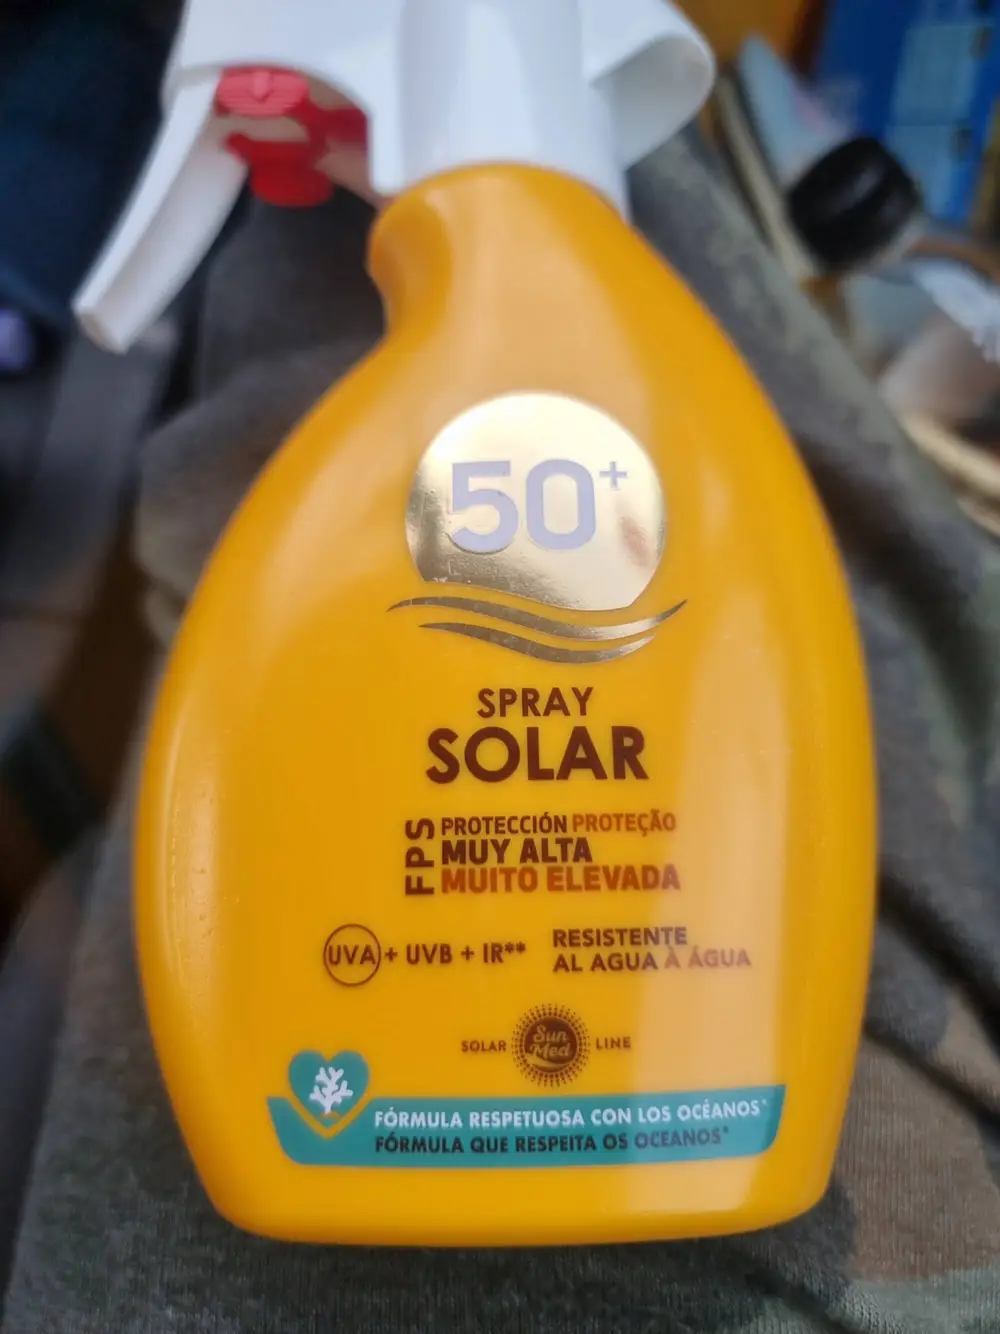 50+
SPRAY
SOLAR
FPS
PROTECCIÓN PROTEÇÃO
MUY ALTA
MUITO ELEVADA
UVA + UVB + IR**
RESISTENTE
AL AGUA À ÁGUA
SOLAR Sun Med LINE
FÓRMULA RESPETUOSA CON LOS OCÉANOS*
FÓRMULA QUE RESPEITA OS OCEANOS*